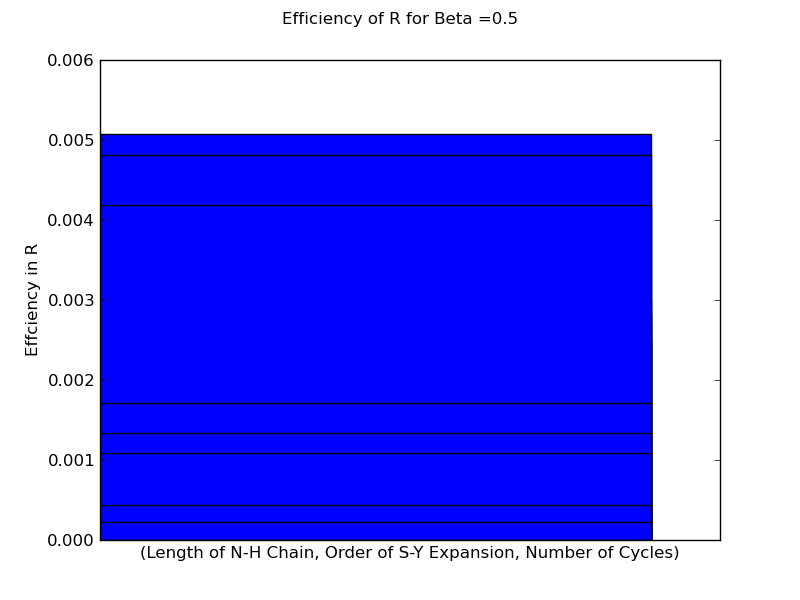 Efficiency of R for Beta =0.5
0.006
0.005
0.004
0.003
0.002
0.001
0.000
Effciency in R
(Length of N-H Chain, Order of S-Y Expansion, Number of Cycles)